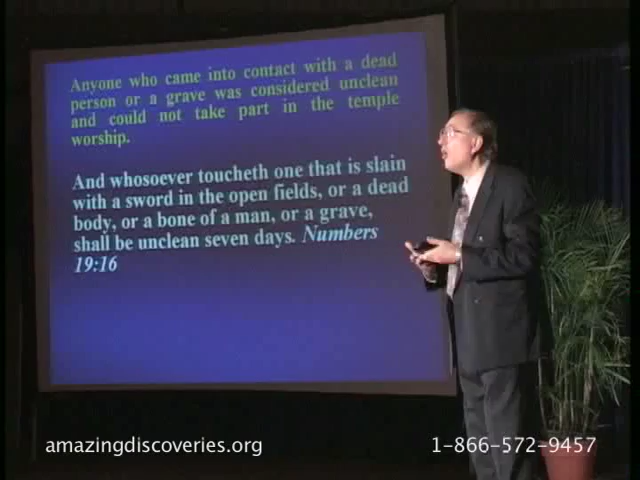 Anyone who came into contact with a dead
person or a grave was considered unclean
and could not take part in the temple
worship.
And whosoever toucheth one that is slain
with a sword in the open fields, or a dead
body, or a bone of a man, or a grave,
shall be unclean seven days. Numbers
19:16
amazingdiscoveries.org
1-866-572-9457